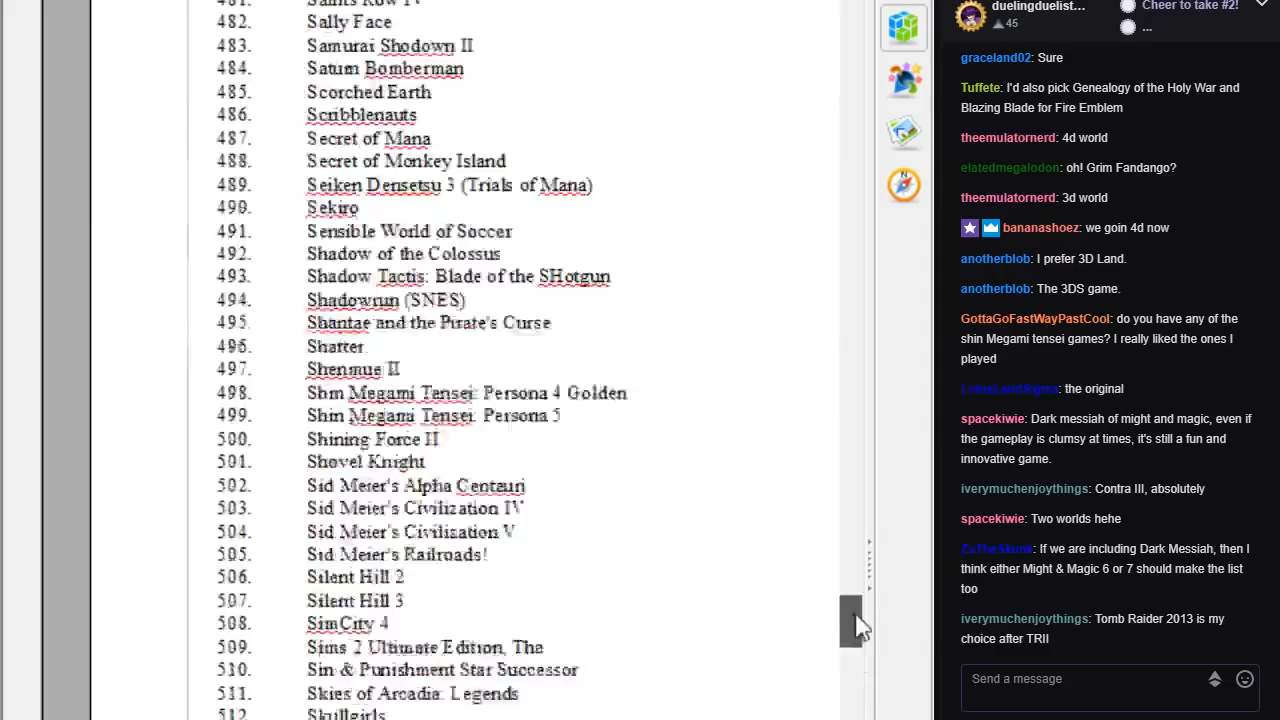 481. Saints Row IV
482. Sally Face
483. Samurai Shodown II
484. Saturn Bomberman
485. Scorched Earth
486. Scribblenauts
487. Secret of Mana
488. Secret of Monkey Island
489. Seiken Densetsu 3 (Trials of Mana)
490. Sekiro
491. Sensible World of Soccer
492. Shadow of the Colossus
493. Shadow Tactis: Blade of the SHotgun
494. Shadowrun (SNES)
495. Shantae and the Pirate's Curse
496. Shatter
497. Shenmue II
498. Shin Megami Tensei: Persona 4 Golden
499. Shin Megami Tensei: Persona 5
500. Shining Force II
501. Shovel Knight
502. Sid Meier's Alpha Centauri
503. Sid Meier's Civilization IV
504. Sid Meier's Civilization V
505. Sid Meier's Railroads!
506. Silent Hill 2
507. Silent Hill 3
508. SimCity 4
509. Sims 2 Ultimate Edition, The
510. Sin & Punishment Star Successor
511. Skies of Arcadia: Legends
512. Skullgirls
duelingduelist...
45
Cheer to take #2!
...
graceland02: Sure
Tuffete: I'd also pick Genealogy of the Holy War and
Blazing Blade for Fire Emblem
theemulatornerd: 4d world
elatedmegalodon: oh! Grim Fandango?
theemulatornerd: 3d world
bananashoez: we goin 4d now
anotherblob: I prefer 3D Land.
anotherblob: The 3DS game.
GottaGoFastWayPastCool: do you have any of the
shin Megami tensei games? I really liked the ones I
played
: the original
spacekiwie: Dark messiah of might and magic, even if
the gameplay is clumsy at times, it's still a fun and
innovative game.
iverymuchenjoythings: Contra III, absolutely
spacekiwie: Two worlds hehe
ZuTheSkunk: If we are including Dark Messiah, then I
think either Might & Magic 6 or 7 should make the list
too
iverymuchenjoythings: Tomb Raider 2013 is my
choice after TRII
Send a message